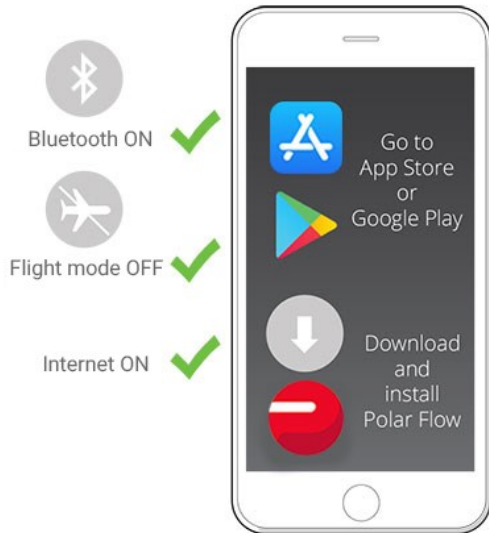 Bluetooth ON
Flight mode OFF
Internet ON
Go to
App Store
or
Google Play
Download
and
install
Polar Flow